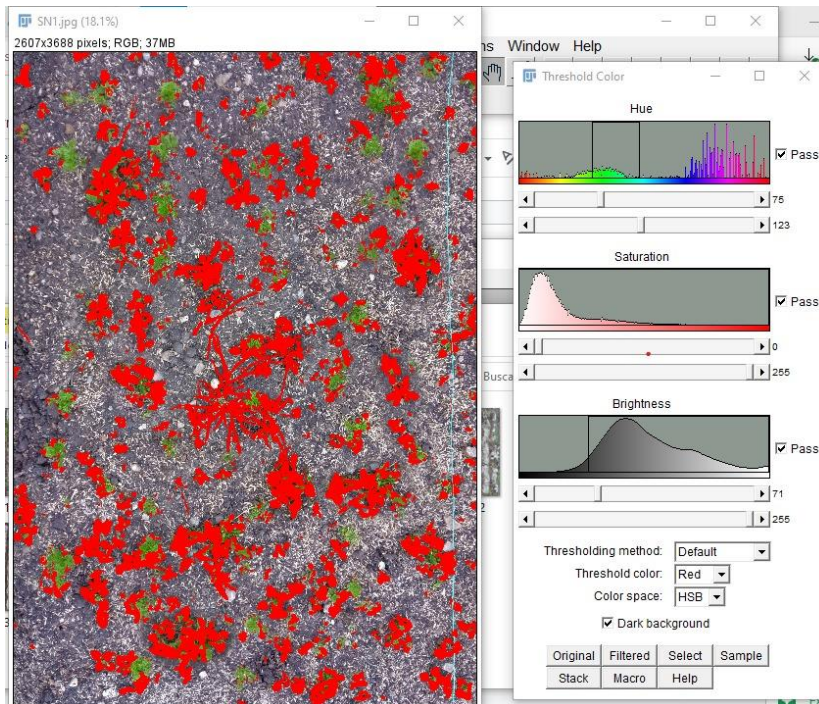 SN1.jpg (18.1%)
2607x3688 pixels; RGB; 37MB
Window Help
Threshold Color
Hue
Pass
75
123
Saturation
Pass
0
255
Brightness
Pass
71
255
Thresholding method: Default
Threshold color: Red
Color space: HSB
Dark background
Original Filtered Select Sample
Stack Macro Help
Busca